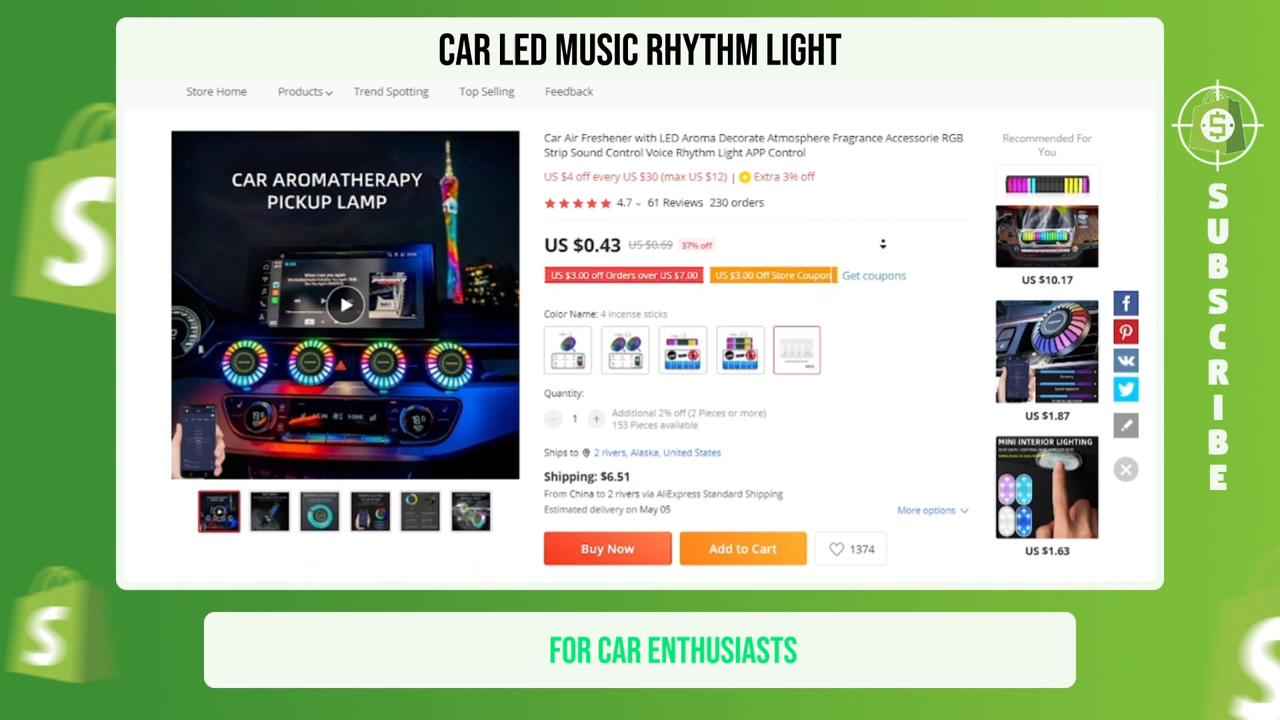 CAR LED MUSIC RHYTHM LIGHT
Store Home Products Trend Spotting Top Selling Feedback
CAR AROMATHERAPY
PICKUP LAMP
Car Air Freshener with LED Aroma Decorate Atmosphere Fragrance Accessorie RGB
Strip Sound Control Voice Rhythm Light APP Control
US $4 off every US $30 (max US $12) | Extra 3% off
4.7 61 Reviews 230 orders
US $0.43 US $0.69 37% off
US $3.00 off Orders over US $7.00 US $3.00 Off Store Coupon Get coupons
Color Name: 4 incense sticks
Quantity:
1
Additional 2% off (2 Pieces or more)
153 Pieces available
Ships to 2 rivers, Alaska, United States
Shipping: $6.51
From China to 2 rivers via AliExpress Standard Shipping
Estimated delivery on May 05
More options
Buy Now Add to Cart 1374
Recommended For
You
US $10.17
US $1.87
MINI INTERIOR LIGHTING
US $1.63
SUBSCRIBE
FOR CAR ENTHUSIASTS